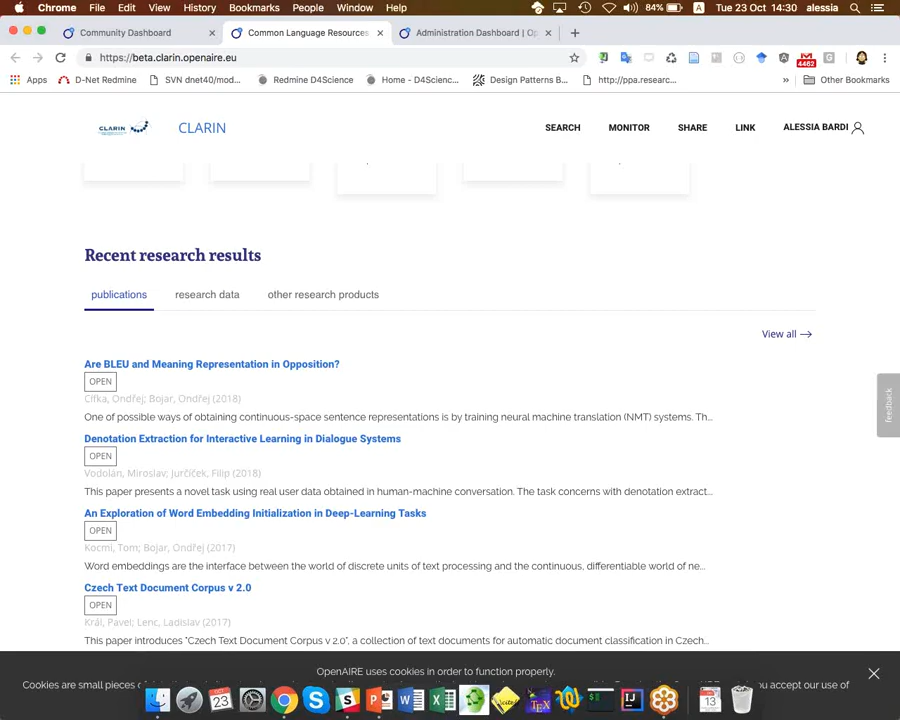 Chrome File Edit View History Bookmarks People Window Help 84% A Tue 23 Oct 14:30 alessia
Community Dashboard
Common Language Resources
Administration Dashboard | Op
https://beta.clarin.openaire.eu
4462
Apps D-Net Redmine SVN dnet40/mod... Redmine D4Science Home - D4Scienc... Design Patterns B... http://ppa.researc... » Other Bookmarks
CLARIN CLARIN SEARCH MONITOR SHARE LINK ALESSIA BARDI
Recent research results
publications research data other research products
View all
Are BLEU and Meaning Representation in Opposition?
OPEN
Cífka, Ondřej; Bojar, Ondřej (2018)
One of possible ways of obtaining continuous-space sentence representations is by training neural machine translation (NMT) systems. Th...
Denotation Extraction for Interactive Learning in Dialogue Systems
OPEN
Vodolán, Miroslav; Jurčíček, Filip (2018)
This paper presents a novel task using real user data obtained in human-machine conversation. The task concerns with denotation extract...
An Exploration of Word Embedding Initialization in Deep-Learning Tasks
OPEN
Kocmi, Tom; Bojar, Ondřej (2017)
Word embeddings are the interface between the world of discrete units of text processing and the continuous, differentiable world of ne...
Czech Text Document Corpus v 2.0
OPEN
Král, Pavel; Lenc, Ladislav (2017)
This paper introduces "Czech Text Document Corpus v 2.0", a collection of text documents for automatic document classification in Czech...
feedback
OpenAIRE uses cookies in order to function properly.
Cookies are small pieces of you accept our use of
OCT
23
TEX
13